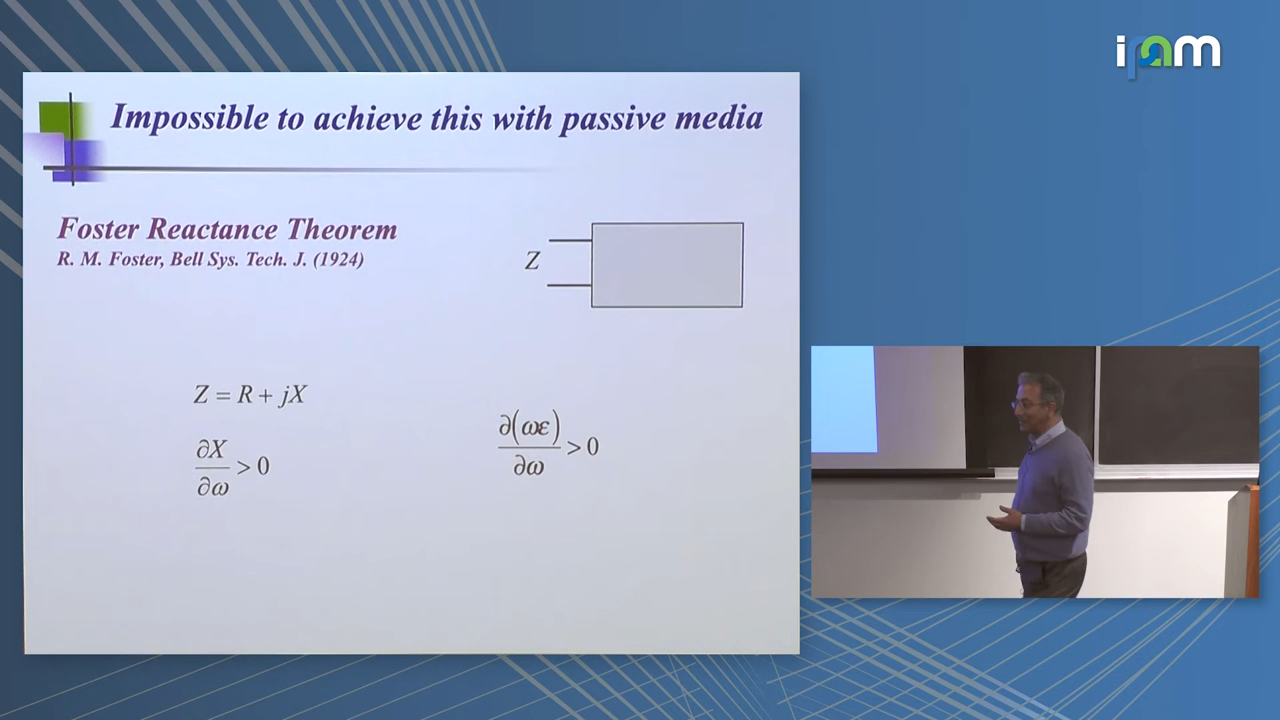 ipam
Impossible to achieve this with passive media
Foster Reactance Theorem
R. M. Foster, Bell Sys. Tech. J. (1924)
Z
Z = R + jX
∂X/∂ω > 0
∂(ωε)/∂ω > 0